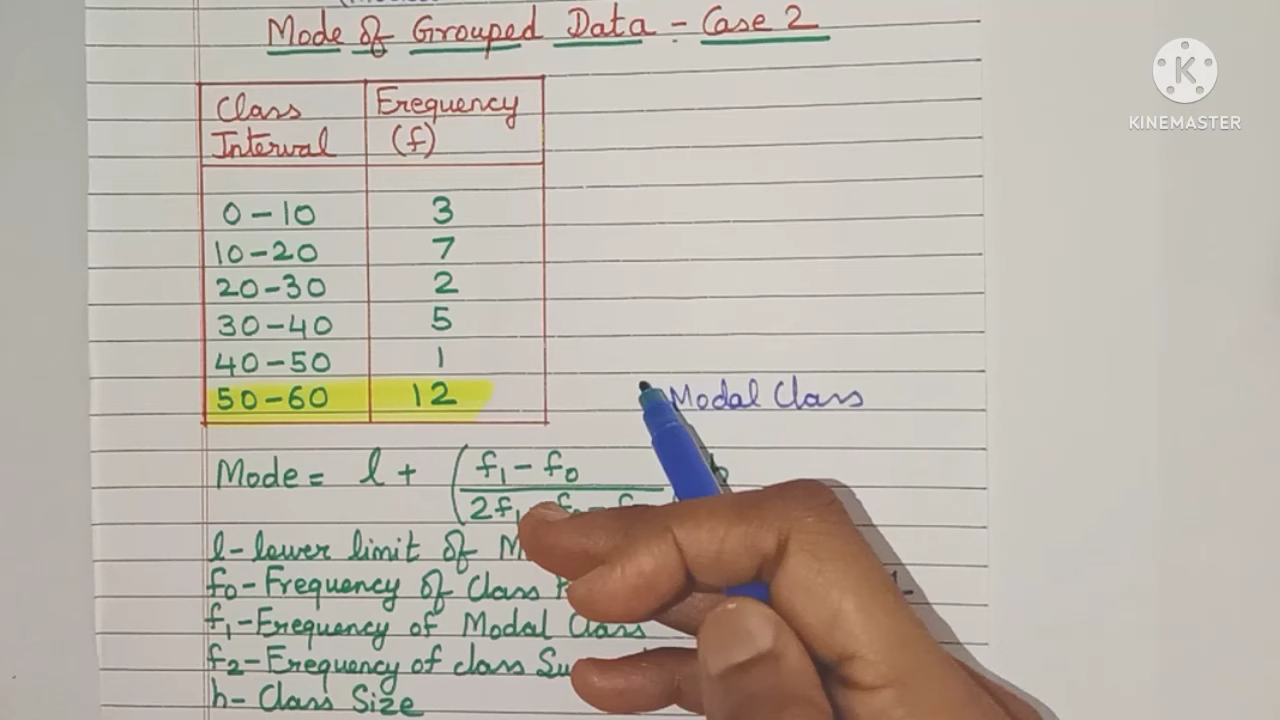 Mode of Grouped Data - Case 2
KINEMASTER
Class Interval Frequency (f)
0-10 3
10-20 7
20-30 2
30-40 5
40-50 1
50-60 12
Modal Class
Mode = l + ( f₁ - f₀
2f₁
l - lower limit of
f₀ - Frequency of Class
f₁ - Frequency of Modal Class
f₂ - Frequency of class
h - Class Size